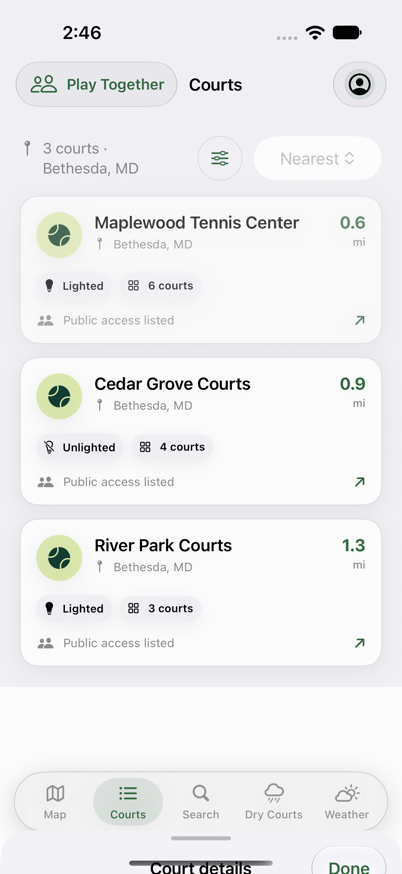 2:46
Play Together
Courts
3 courts ·
Bethesda, MD
Nearest
Maplewood Tennis Center
0.6
Bethesda, MD
mi
Lighted
6 courts
Public access listed
Cedar Grove Courts
0.9
Bethesda, MD
mi
Unlighted
4 courts
Public access listed
River Park Courts
1.3
Bethesda, MD
mi
Lighted
3 courts
Public access listed
Map
Courts
Search
Dry Courts
Weather
Court details
Done